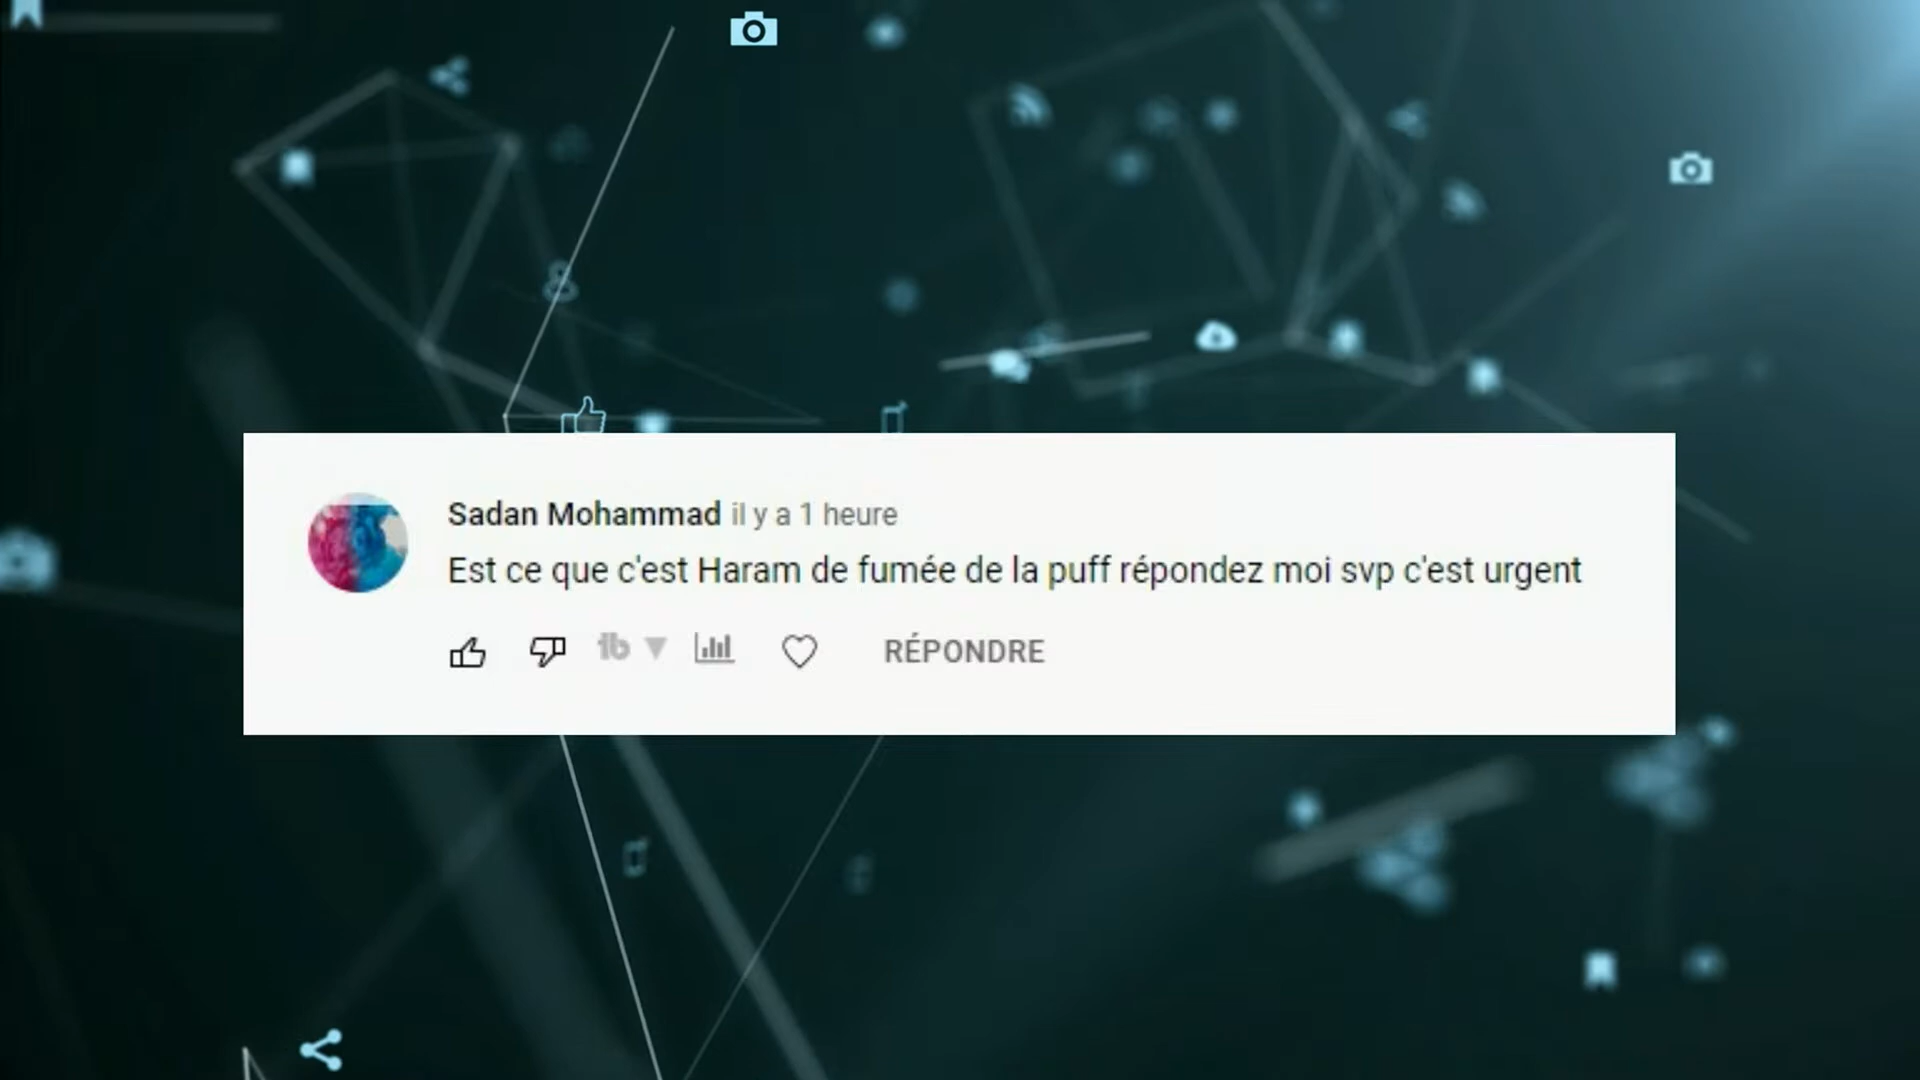 Sadan Mohammad il y a 1 heure
Est ce que c'est Haram de fumée de la puff répondez moi svp c'est urgent
tb
RÉPONDRE